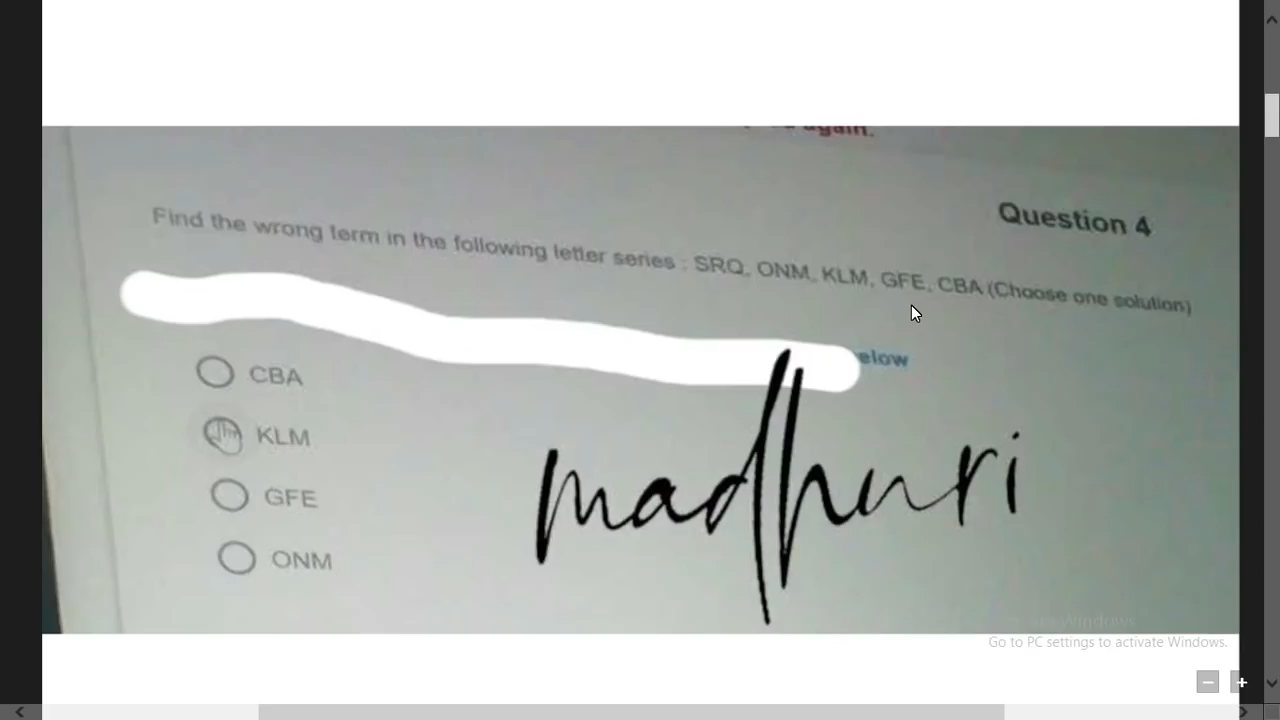 again.
Question 4
Find the wrong term in the following letter series : SRQ, ONM, KLM, GFE, CBA (Choose one solution)
elow
CBA
KLM
GFE
ONM
madhuri
Go to PC settings to activate Windows.